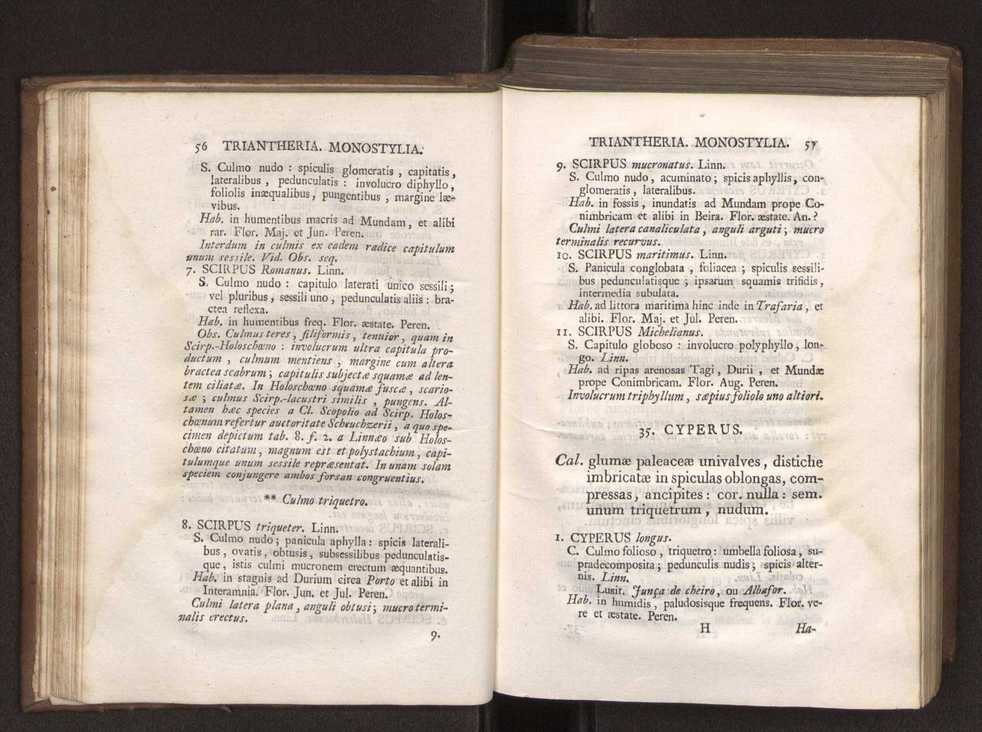 56 TRIANTHERIA. MONOSTYLIA.
S. Culmo nudo : spiculis glomeratis , capitatis,
lateralibus , pedunculatis : involucro diphyllo,
foliolis inæqualibus, pungentibus , margine læ-
vibus.
Hab. in humentibus macris ad Mundam, et alibi
rar. Flor. Maj. et Jun. Peren.
Interdum in culmis ex eadem radice capitulum
unum sessile. Vid. Obs. seq.
7. SCIRPUS Romanus. Linn.
S. Culmo nudo : capitulo laterati unico sessili ;
vel pluribus , sessili uno , pedunculatis aliis : bra-
ctea reflexa.
Hab. in humentibus freq. Flor. æstate. Peren.
Obs. Culmus teres , filiformis, tenuior, quam in
Scirp.-Holoschœno : involucrum ultra capitula pro-
ductum , culmum mentiens , margine cum altera
bractea scabrum ; capitulis subjectæ squamæ ad len-
tem ciliatæ. In Holoschœno squamæ fuscæ , scario-
sæ ; culmus Scirp.-lacustri similis , pungens. At-
tamen hæc species a Cl. Scopolio ad Scirp. Holos-
chœnum refertur auctoritate Scheuchzerii , a quo spe-
cimen depictum tab. 8. f. 2. a Linnæo sub Holos-
chœno citatum , magnum est et polystachium , capi-
tulumque unum sessile repræsentat. In unam solam
speciem conjungere ambos forsan congruentius.
** Culmo triquetro.
8. SCIRPUS triqueter. Linn.
S. Culmo nudo ; panicula aphylla : spicis laterali-
bus , ovatis , obtusis , subsessilibus pedunculatis-
que , istis culmi mucronem erectum æquantibus.
Hab. in stagnis ad Durium circa Porto et alibi in
Interamnia. Flor. Jun. et Jul. Peren.
Culmi latera plana , anguli obtusi ; mucro termi-
nalis erectus.
9.
TRIANTHERIA. MONOSTYLIA. 57
9. SCIRPUS mucronatus. Linn.
S. Culmo nudo , acuminato ; spicis aphyllis , con-
glomeratis , lateralibus.
Hab. in fossis , inundatis ad Mundam prope Co-
nimbricam et alibi in Beira. Flor. æstate. An. ?
Culmi latera canaliculata , anguli arguti ; mucro
terminalis recurvus.
10. SCIRPUS maritimus. Linn.
S. Panicula conglobata , foliacea ; spiculis sessili-
bus pedunculatisque ; ipsarum squamis trifidis,
intermedia subulata.
Hab. ad littora maritima hinc inde in Trafaria , et
alibi. Flor. Maj. et Jul. Peren.
11. SCIRPUS Michelianus.
S. Capitulo globoso : involucro polyphyllo, lon-
go. Linn.
Hab. ad ripas arenosas Tagi , Durii , et Mundæ
prope Conimbricam. Flor. Aug. Peren.
Involucrum triphyllum , sæpius foliolo uno altiori.
35. CYPERUS.
Cal. glumæ paleaceæ univalves , distiche
imbricatæ in spiculas oblongas, com-
pressas , ancipites : cor. nulla : sem.
unum triquetrum , nudum.
1. CYPERUS longus.
C. Culmo folioso , triquetro : umbella foliosa , su-
pradecomposita ; pedunculis nudis ; spicis alter-
nis. Linn.
Lusit. Junça de cheiro, ou Albafor.
Hab. in humidis , paludosisque frequens. Flor. ve-
re et æstate. Peren.
H Ha-